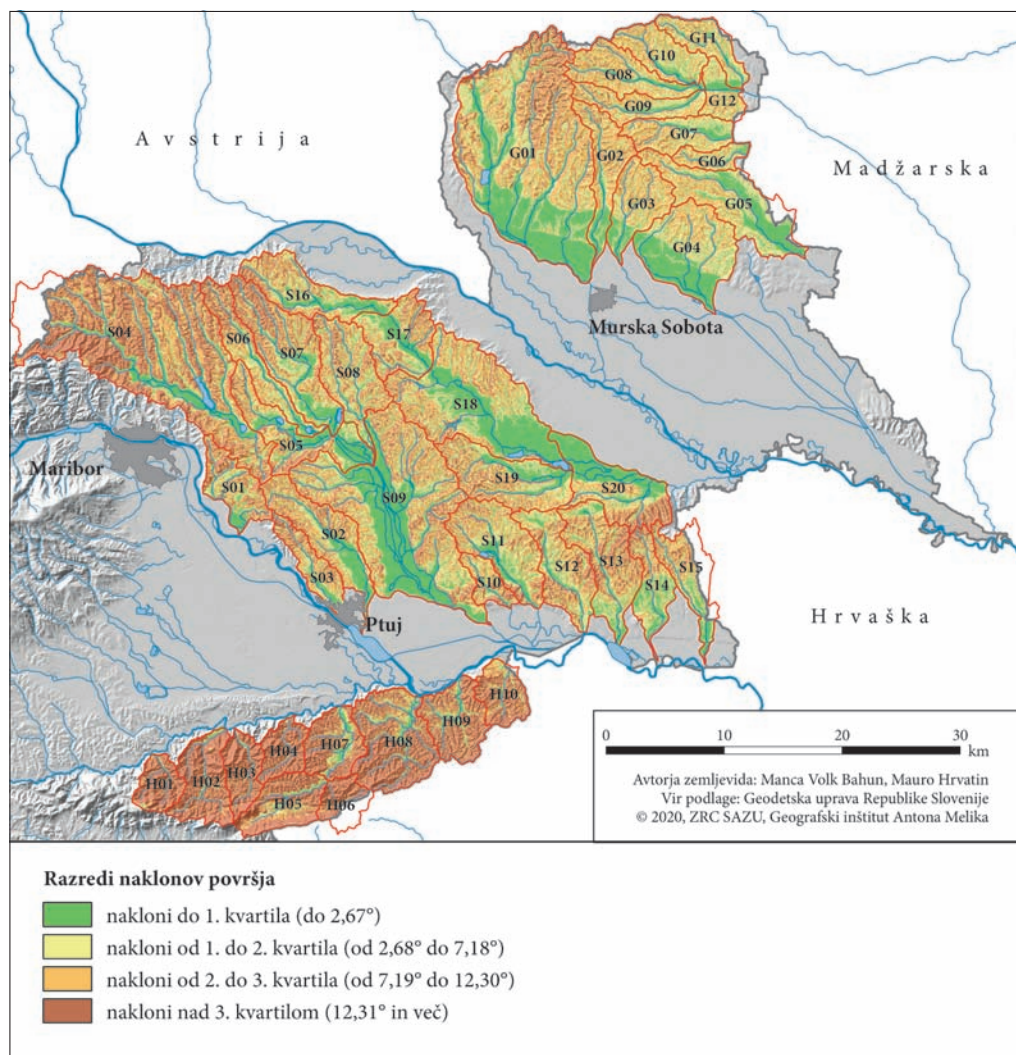 G11
G10
G08
G12
G09
Avstrija
G07
G01
G02
G06
Madžarska
G03
G05
G04
S16
Murska Sobota
S04
S06
S17
S07
S08
S18
S05
Maribor
S19
S01
S09
S20
S02
S11
S13
S12
S15
S03
S10
S14
Ptuj
Hrvaška
H10
H09
H07
H04
H08
H03
H02
H01
H05
H06
0 10 20 30
km
Avtorja zemljevida: Manca Volk Bahun, Mauro Hrvatin
Vir podlage: Geodetska uprava Republike Slovenije
© 2020, ZRC SAZU, Geografski inštitut Antona Melika
Razredi naklonov površja
nakloni do 1. kvartila (do 2,67°)
nakloni od 1. do 2. kvartila (od 2,68° do 7,18°)
nakloni od 2. do 3. kvartila (od 7,19° do 12,30°)
nakloni nad 3. kvartilom (12,31° in več)